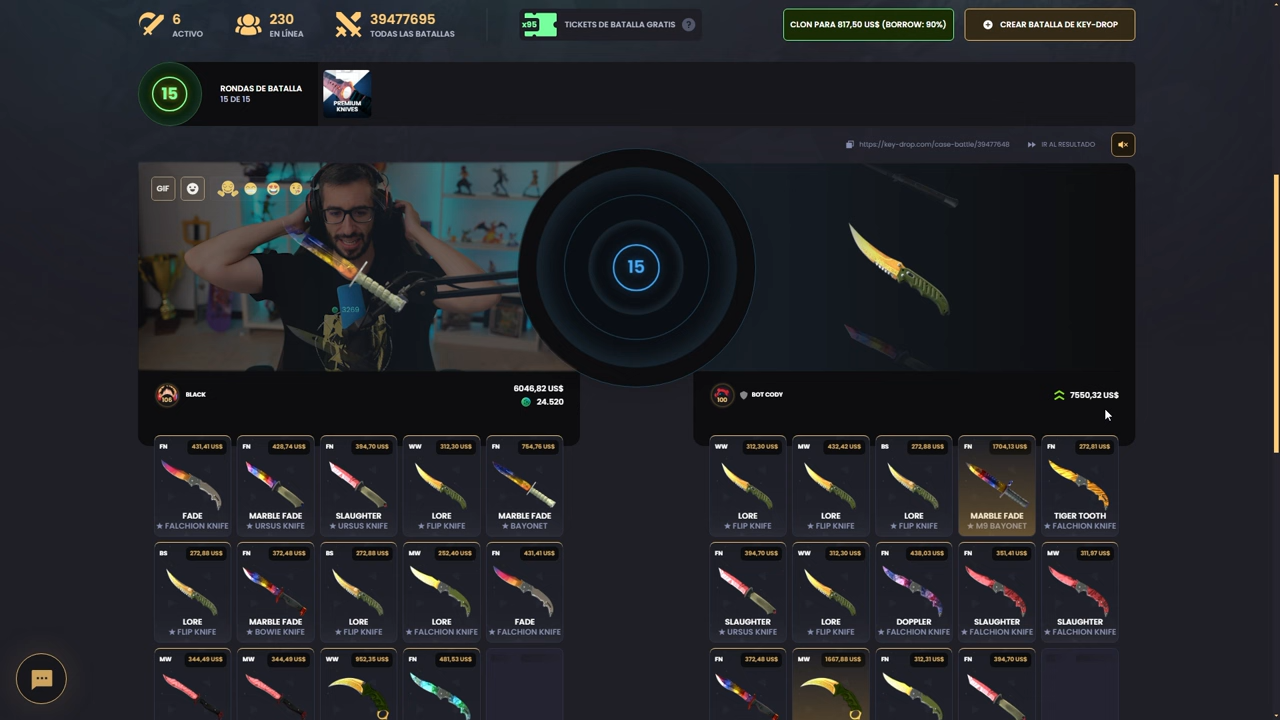 6
ACTIVO
230
EN LÍNEA
39477695
TODAS LAS BATALLAS
x95
TICKETS DE BATALLA GRATIS ?
CLON PARA 817,50 US$ (BORROW: 90%)
CREAR BATALLA DE KEY-DROP
15
RONDAS DE BATALLA
15 DE 15
PREMIUM
KNIVES
https://key-drop.com/case-battle/39477648
IR AL RESULTADO
GIF
15
3269
106
BLACK
6046,82 US$
24.520
100
BOT CODY
7550,32 US$
FN 431,41 US$
FADE
★ FALCHION KNIFE
FN 428,74 US$
MARBLE FADE
★ URSUS KNIFE
FN 394,70 US$
SLAUGHTER
★ URSUS KNIFE
WW 312,30 US$
LORE
★ FLIP KNIFE
FN 754,76 US$
MARBLE FADE
★ BAYONET
WW 312,30 US$
LORE
★ FLIP KNIFE
MW 432,42 US$
LORE
★ FLIP KNIFE
BS 272,88 US$
LORE
★ FLIP KNIFE
FN 1704,13 US$
MARBLE FADE
★ M9 BAYONET
FN 272,81 US$
TIGER TOOTH
★ FALCHION KNIFE
BS 272,88 US$
LORE
★ FLIP KNIFE
FN 372,48 US$
MARBLE FADE
★ BOWIE KNIFE
BS 272,88 US$
LORE
★ FLIP KNIFE
MW 252,40 US$
LORE
★ FALCHION KNIFE
FN 431,41 US$
FADE
★ FALCHION KNIFE
FN 394,70 US$
SLAUGHTER
★ URSUS KNIFE
WW 312,30 US$
LORE
★ FLIP KNIFE
FN 438,03 US$
DOPPLER
★ FALCHION KNIFE
FN 351,41 US$
SLAUGHTER
★ FALCHION KNIFE
MW 311,97 US$
SLAUGHTER
★ FALCHION KNIFE
MW 344,49 US$
MW 344,49 US$
WW 952,35 US$
FN 461,53 US$
FN 372,48 US$
MW 1667,88 US$
FN 312,31 US$
FN 394,70 US$